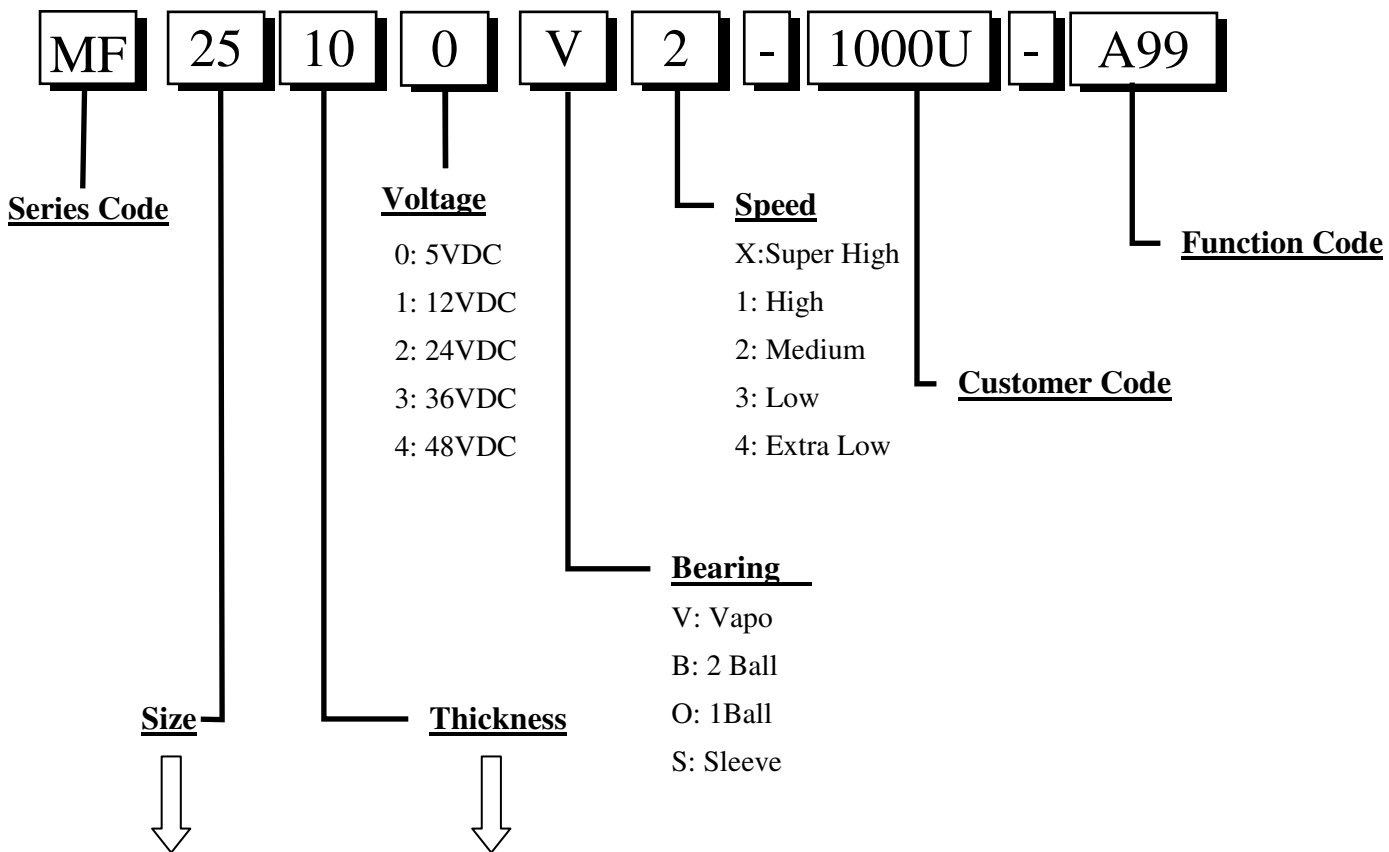 MF 25 10 0 V 2 - 1000U - A99
Series Code
Voltage
0: 5VDC
1: 12VDC
2: 24VDC
3: 36VDC
4: 48VDC
Speed
X:Super High
1: High
2: Medium
3: Low
4: Extra Low
Function Code
Customer Code
Bearing
V: Vapo
B: 2 Ball
O: 1Ball
S: Sleeve
Size
Thickness